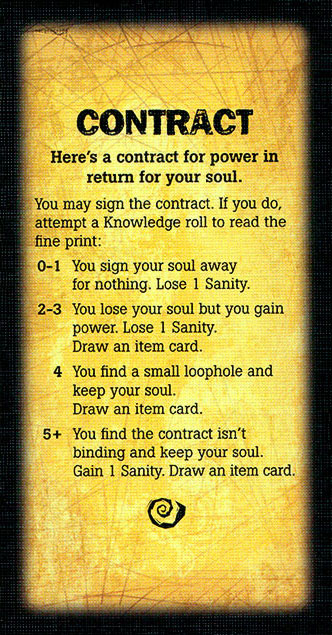 CONTRACT
Here's a contract for power in
return for your soul.
You may sign the contract. If you do,
attempt a Knowledge roll to read the
fine print:
0-1 You sign your soul away
for nothing. Lose 1 Sanity.
2-3 You lose your soul but you gain
power. Lose 1 Sanity.
Draw an item card.
4 You find a small loophole and
keep your soul.
Draw an item card.
5+ You find the contract isn't
binding and keep your soul.
Gain 1 Sanity. Draw an item card.